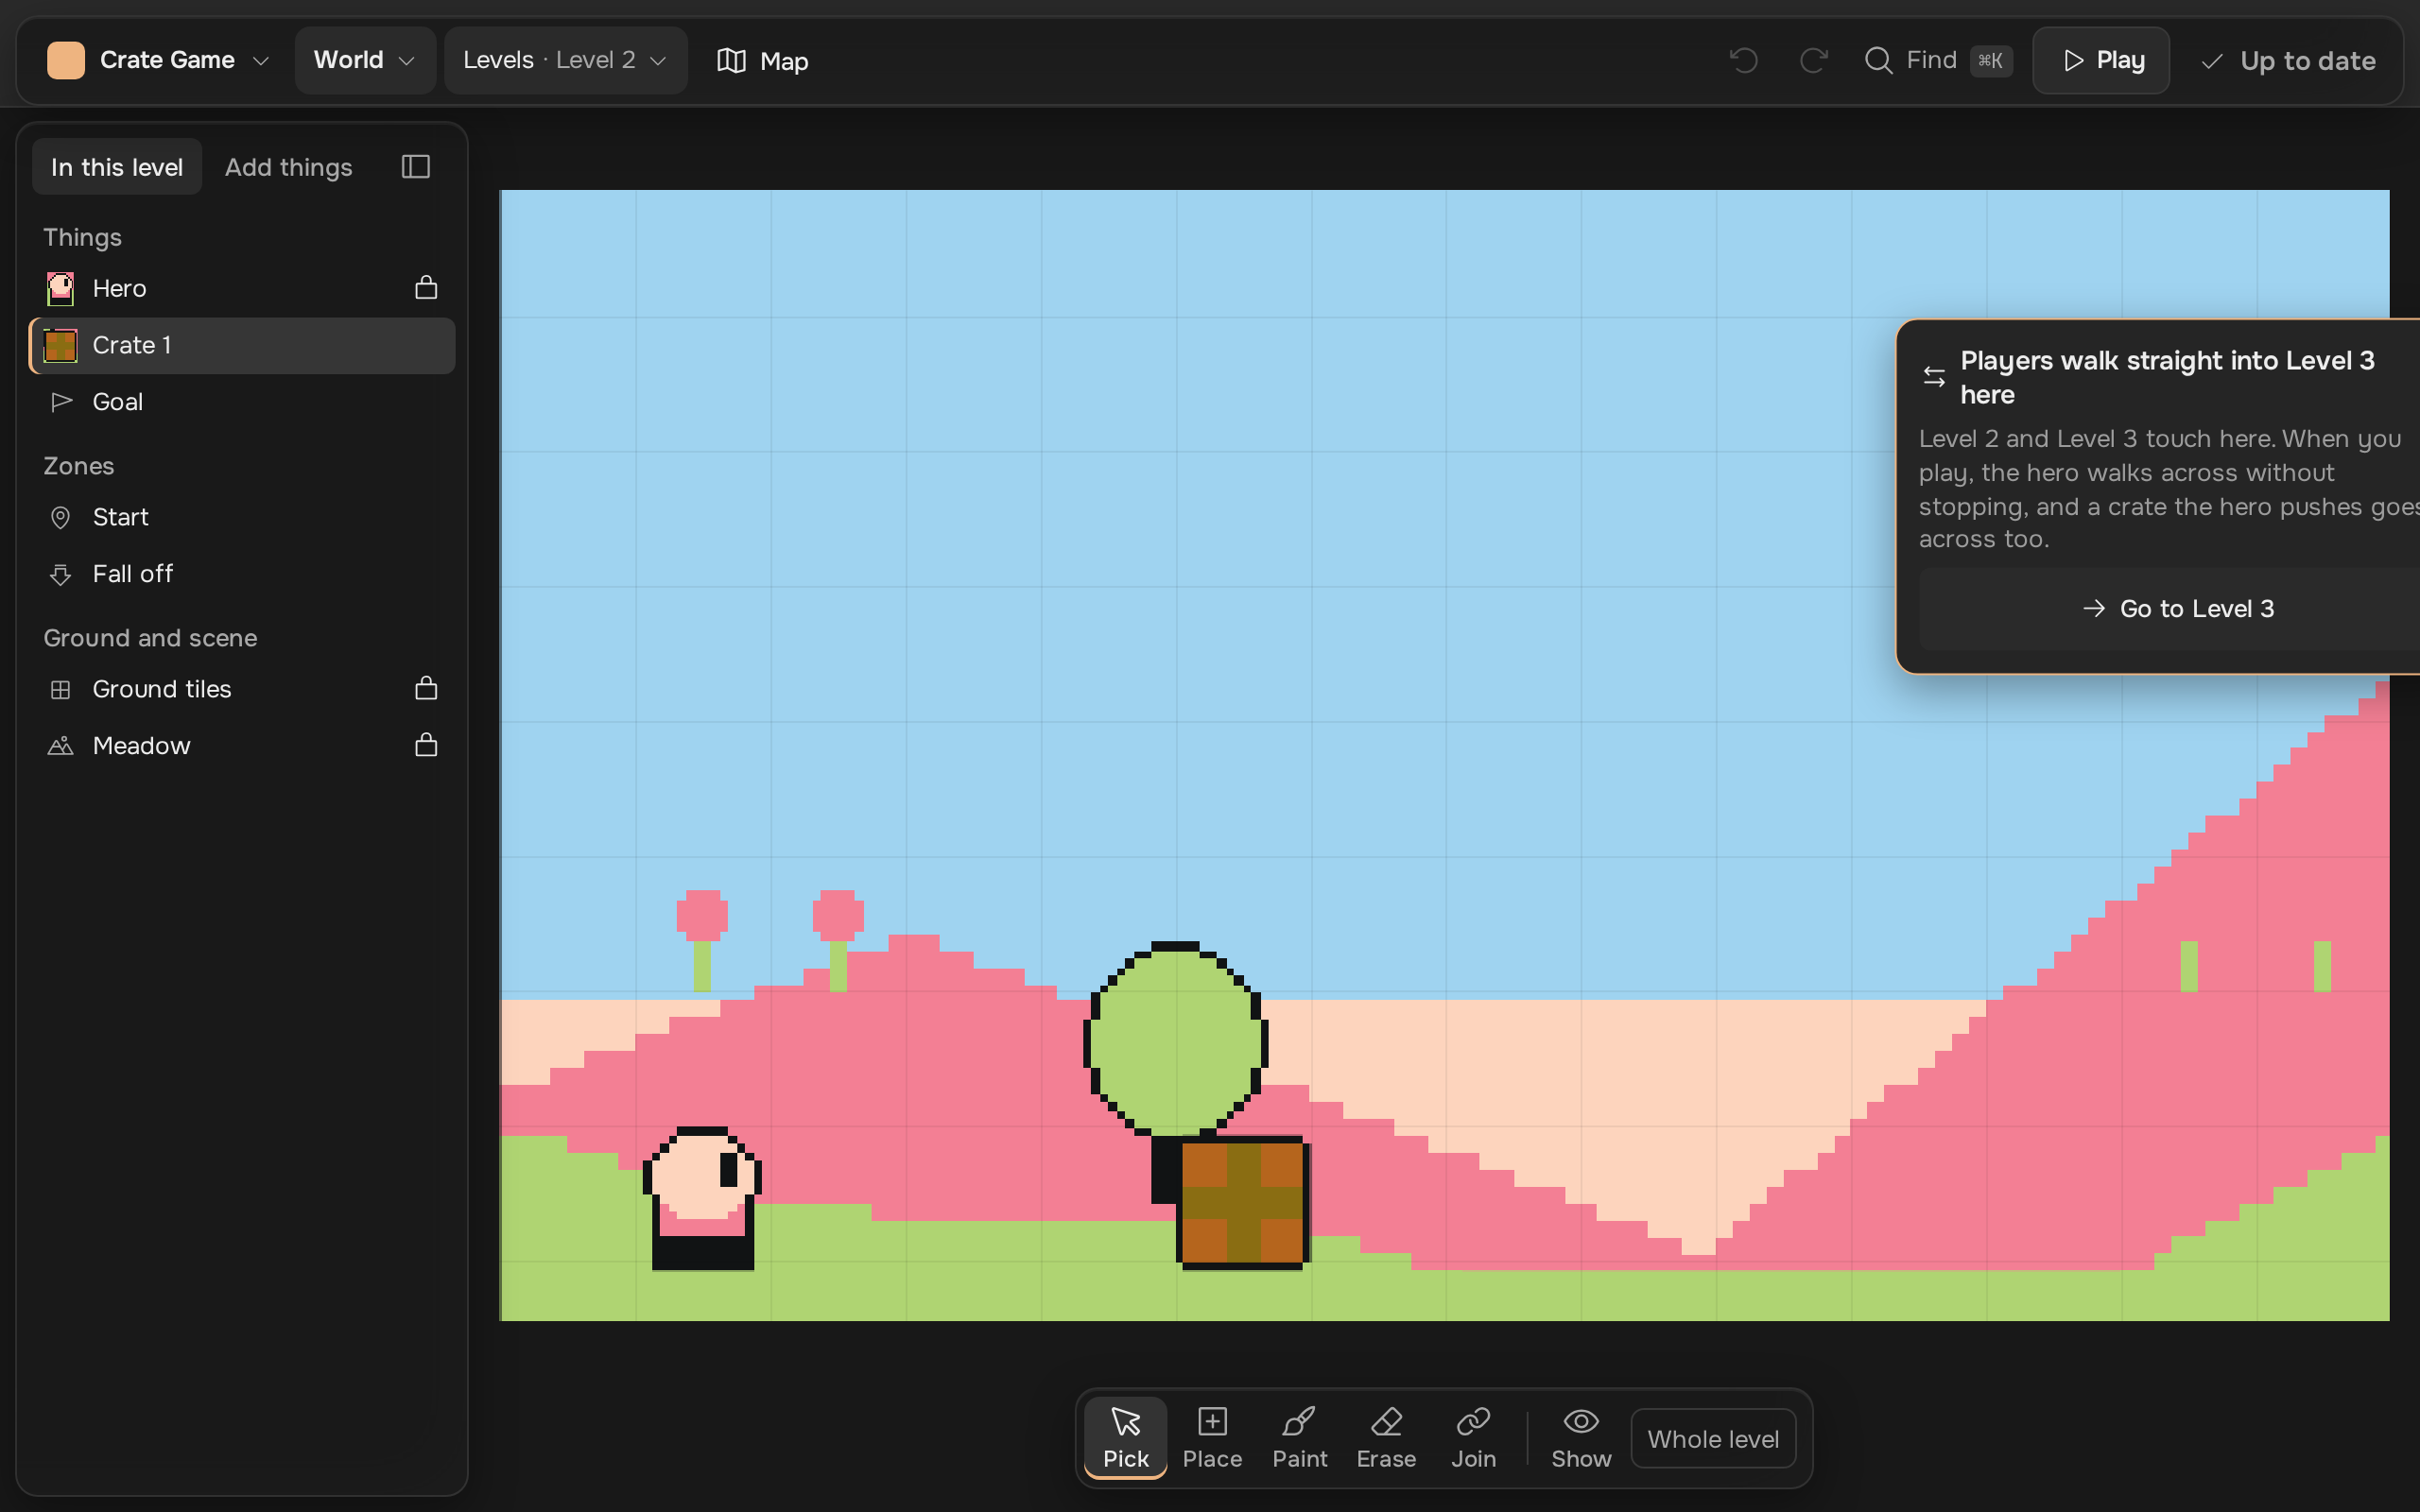 Crate Game
World
Levels · Level 2
Map
Find ⌘K
Play
Up to date
In this level
Add things
Things
Hero
Crate 1
Goal
Zones
Start
Fall off
Ground and scene
Ground tiles
Meadow
Players walk straight into Level 3
here
Level 2 and Level 3 touch here. When you
play, the hero walks across without
stopping, and a crate the hero pushes goes
across too.
Go to Level 3
Pick
Place
Paint
Erase
Join
Show
Whole level